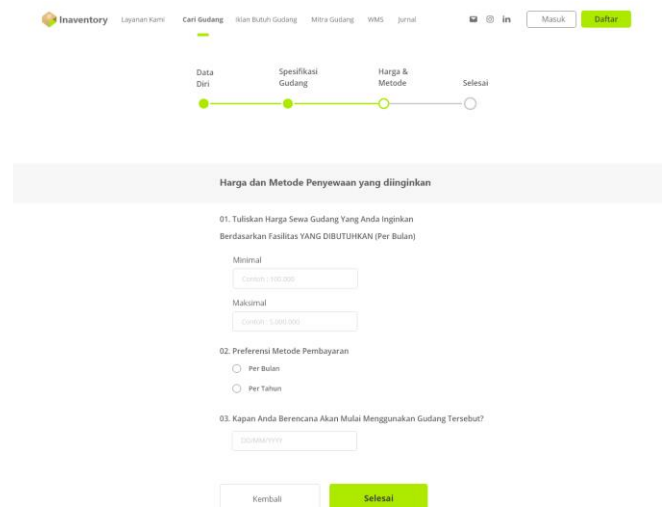 Inaventory Layanan Kami Cari Gudang Iklan Butuh Gudang Mitra Gudang WMS Jurnal in Masuk Daftar
Data Diri
Spesifikasi Gudang
Harga & Metode
Selesai
Harga dan Metode Penyewaan yang diinginkan
01. Tuliskan Harga Sewa Gudang Yang Anda Inginkan
Berdasarkan Fasilitas YANG DIBUTUHKAN (Per Bulan)
Minimal
Contoh : 100.000
Maksimal
Contoh : 5.000.000
02. Preferensi Metode Pembayaran
Per Bulan
Per Tahun
03. Kapan Anda Berencana Akan Mulai Menggunakan Gudang Tersebut?
DD/MM/YYYY
Kembali
Selesai